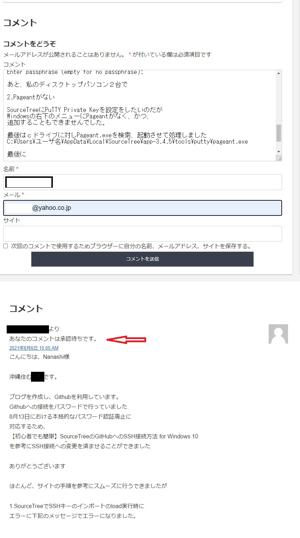 コメント
コメントをどうぞ
メールアドレスが公開されることはありません。 * が付いている欄は必須項目です
コメント
Enter passphrase (empty for no passphrase):
あと、私のディスクトップパソコン２台で
2.Pageantがない
SourceTreeにPuTTY Private Keyを設定をしたいのだが
Windowsの右下のメニューにPageantがなく、かつ、
追加することもできませんでした。
最後はｃドライブに対しPageant.exeを検索、起動させて処理しました
C:¥Users¥ユーザ名¥AppData¥Local¥SourceTree¥app-3.4.5¥tools¥putty¥pageant.exe
最後に
名前 *
メール *
@yahoo.co.jp
サイト
次回のコメントで使用するためブラウザーに自分の名前、メールアドレス、サイトを保存する。
コメントを送信
コメント
より
あなたのコメントは承認待ちです。
2021年8月6日 10:05 AM
こんにちは、Nanashi様
沖縄住む です。
ブログを作成し、Githubを利用しています。
Githubへの接続をパスワードで行っていました
8月13日における本格的なパスワード認証廃止に
対応するため、
【初心者でも簡単】SourceTreeのGitHubへのSSH接続方法 for Windows 10
を参考にSSH接続への変更を済ませることができました
ありがとうございます
ほとんど、サイトの手順を参考にスムーズに行うできましたが
1.SourceTreeでSSHキーのインポートのload実行時に
エラーに下記のメッセージでエラーになりました。